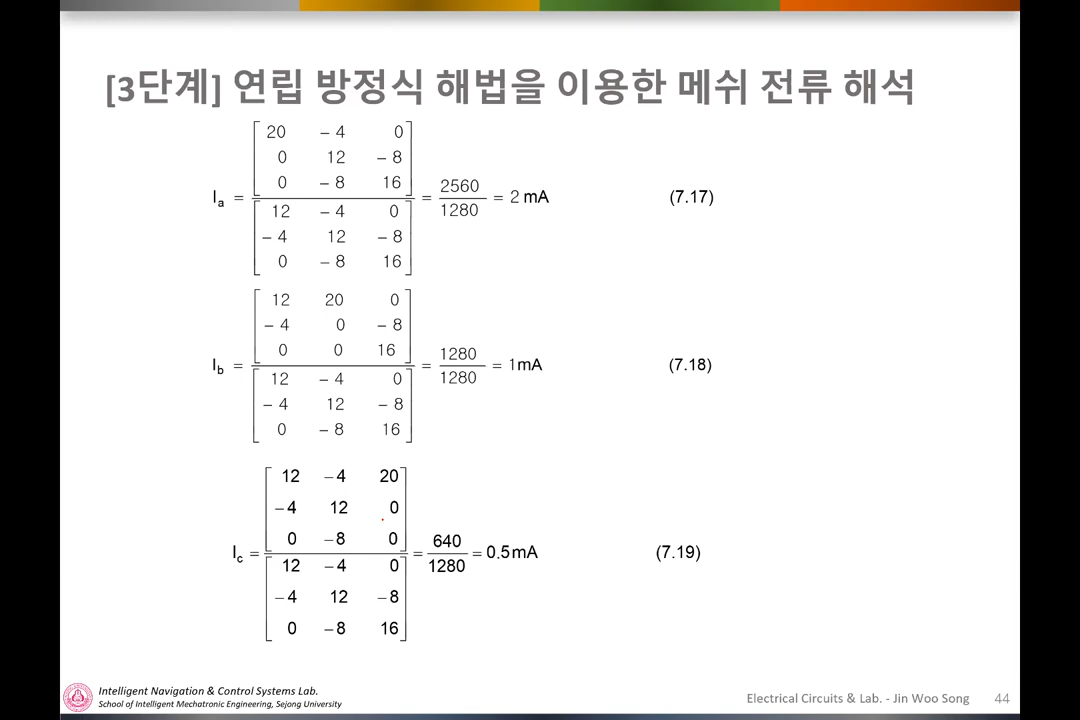 [3단계] 연립 방정식 해법을 이용한 메쉬 전류 해석
20 − 4 0
0 12 − 8
0 − 8 16
I_a = = 2560/1280 = 2 mA (7.17)
12 − 4 0
− 4 12 − 8
0 − 8 16
12 20 0
− 4 0 − 8
0 0 16
I_b = = 1280/1280 = 1mA (7.18)
12 − 4 0
− 4 12 − 8
0 − 8 16
12 −4 20
−4 12 0
0 −8 0
I_c = = 640/1280 = 0.5mA (7.19)
12 −4 0
−4 12 −8
0 −8 16
Intelligent Navigation & Control Systems Lab.
School of Intelligent Mechatronic Engineering, Sejong University
Electrical Circuits & Lab. - Jin Woo Song 44